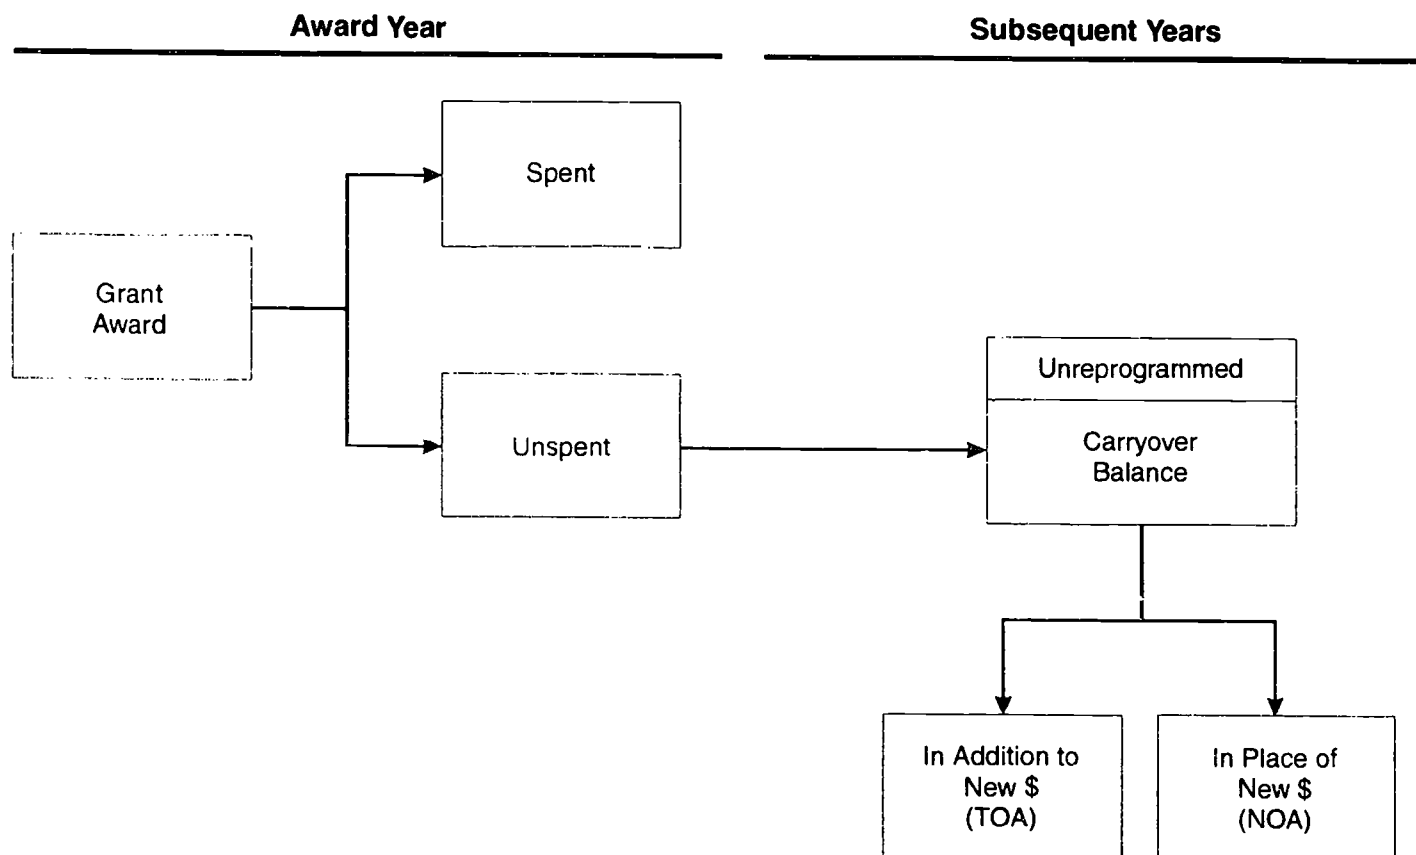 Award Year
Subsequent Years
Spent
Grant
Award
Unspent
Unreprogrammed
Carryover
Balance
In Addition to
New $
(TOA)
In Place of
New $
(NOA)